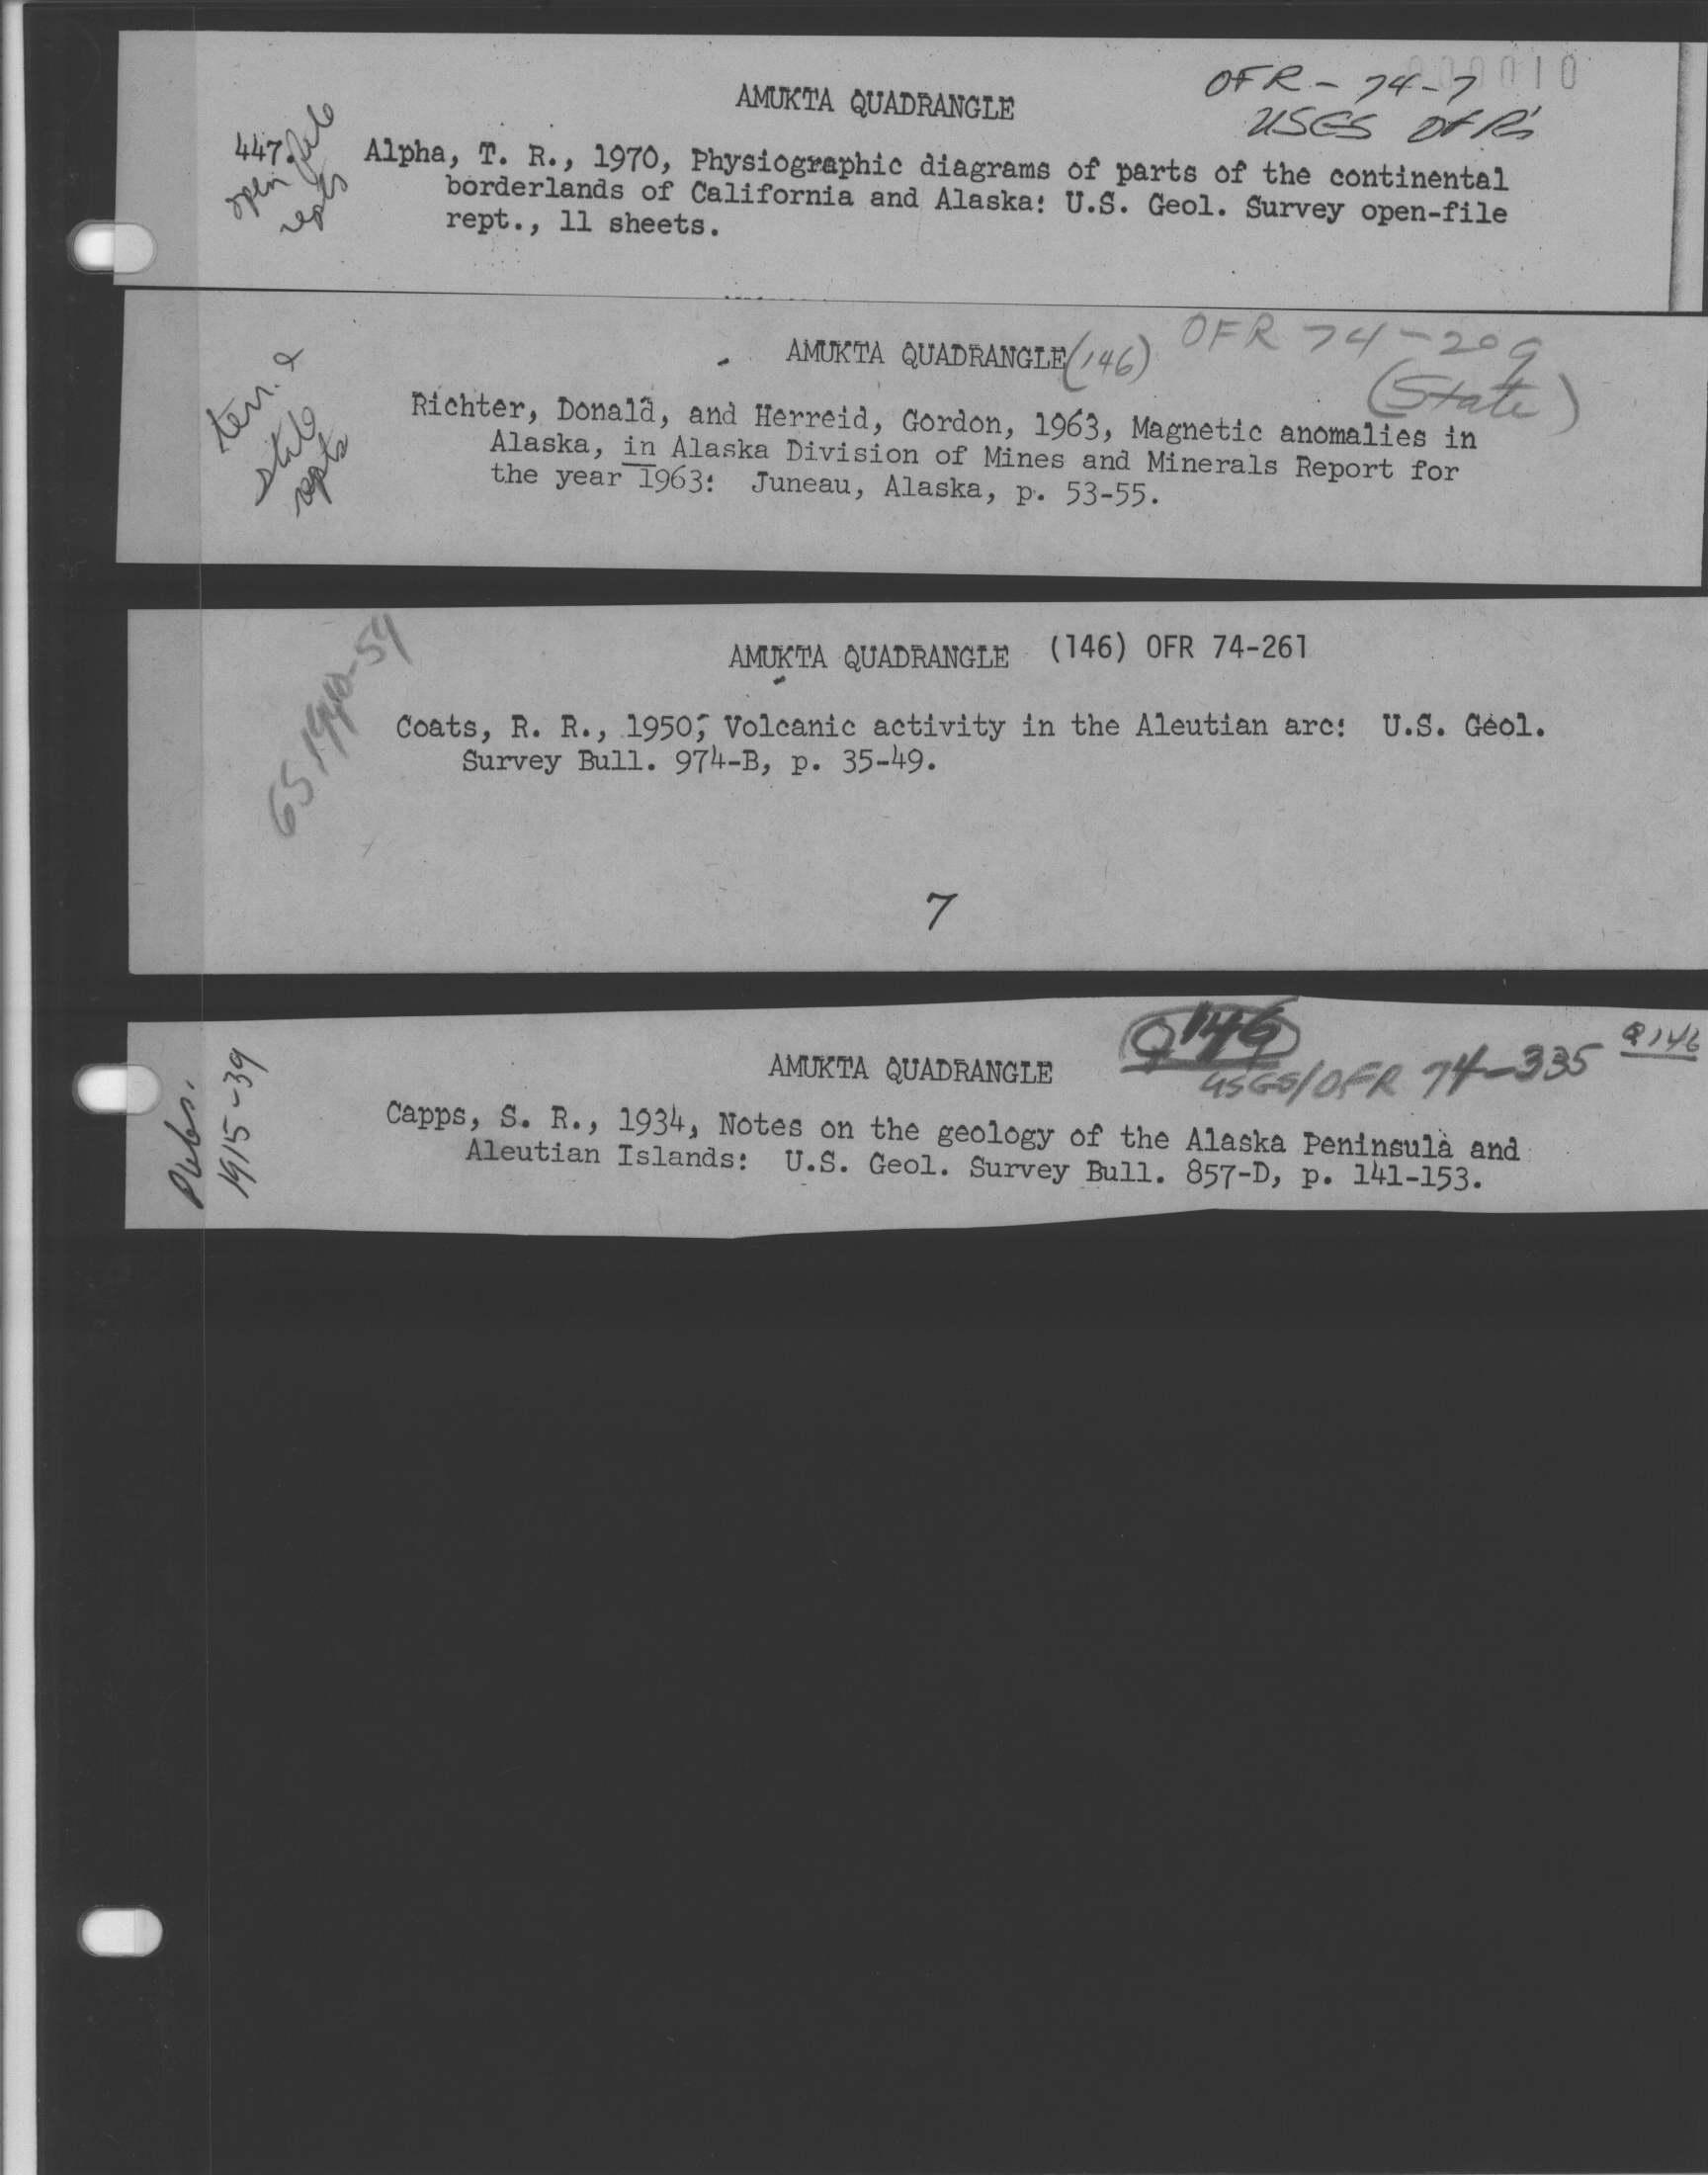 000010
OFR - 74-7
AMUKTA QUADRANGLE
USGS OFR's
447.
open file
repts
Alpha, T. R., 1970, Physiographic diagrams of parts of the continental
borderlands of California and Alaska: U.S. Geol. Survey open-file
rept., 11 sheets.
AMUKTA QUADRANGLE (146) OFR 74-209
(State)
terr. &
state
repts
Richter, Donald, and Herreid, Gordon, 1963, Magnetic anomalies in
Alaska, in Alaska Division of Mines and Minerals Report for
the year 1963: Juneau, Alaska, p. 53-55.
AMUKTA QUADRANGLE (146) OFR 74-261
GS 1940-59
Coats, R. R., 1950, Volcanic activity in the Aleutian arc: U.S. Geol.
Survey Bull. 974-B, p. 35-49.
7
Q146
Q146
AMUKTA QUADRANGLE
USGS/OFR 74-335
Pubs.
1915-39
Capps, S. R., 1934, Notes on the geology of the Alaska Peninsula and
Aleutian Islands: U.S. Geol. Survey Bull. 857-D, p. 141-153.